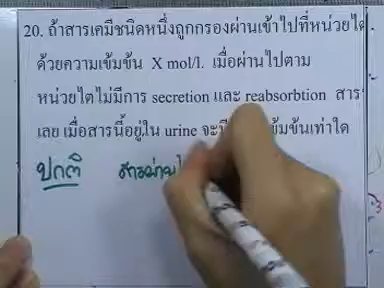 20. ถ้าสารเคมีชนิดหนึ่งถูกกรองผ่านเข้าไปที่หน่วยไต
ด้วยความเข้มข้น X mol/l. เมื่อผ่านไปตาม
หน่วยไตไม่มีการ secretion และ reabsorbtion สาร
เลย เมื่อสารนี้อยู่ใน urine จะมี ข้มข้นเท่าใด
ปกติ สารผ่าน